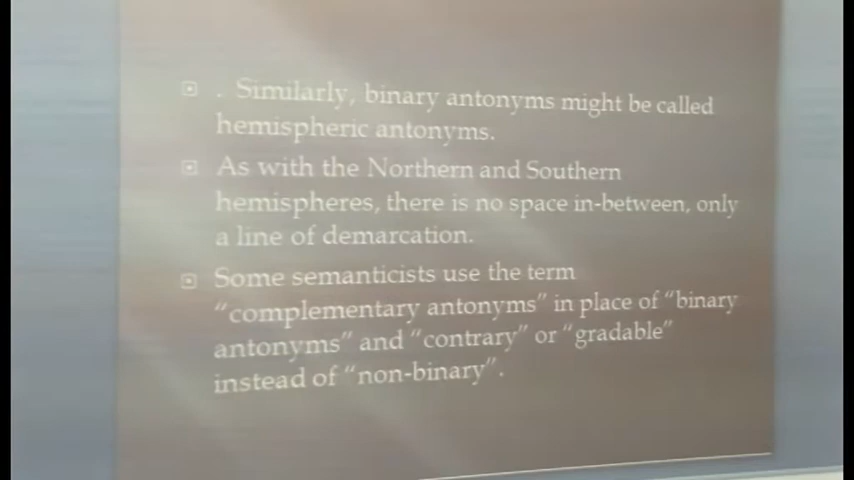 . Similarly, binary antonyms might be called
hemispheric antonyms.
As with the Northern and Southern
hemispheres, there is no space in-between, only
a line of demarcation.
Some semanticists use the term
“complementary antonyms” in place of “binary
antonyms” and “contrary” or “gradable”
instead of “non-binary”.